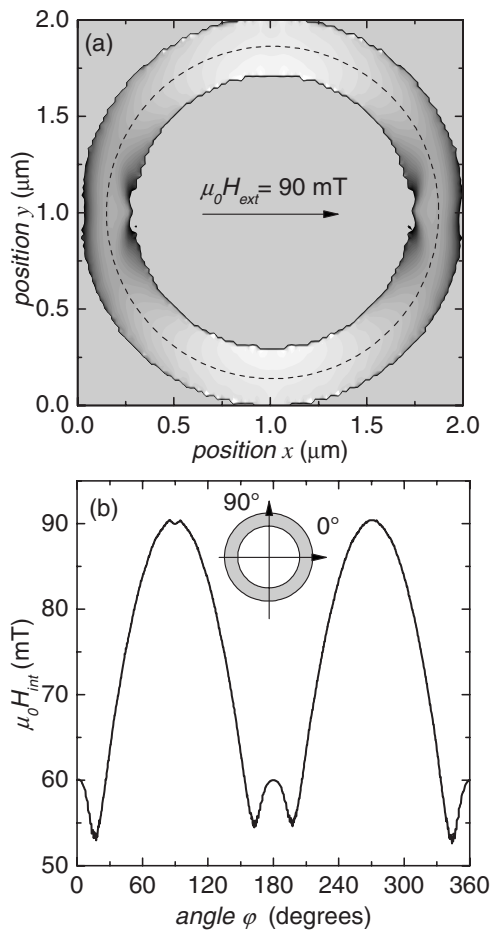 (a)
2.0
1.5
1.0
0.5
0.0
position y (μm)
μ₀Hₑₓₜ= 90 mT
0.0 0.5 1.0 1.5 2.0
position x (μm)
(b)
90°
0°
90
80
70
60
50
μ₀Hᵢₙₜ (mT)
0 60 120 180 240 300 360
angle φ (degrees)